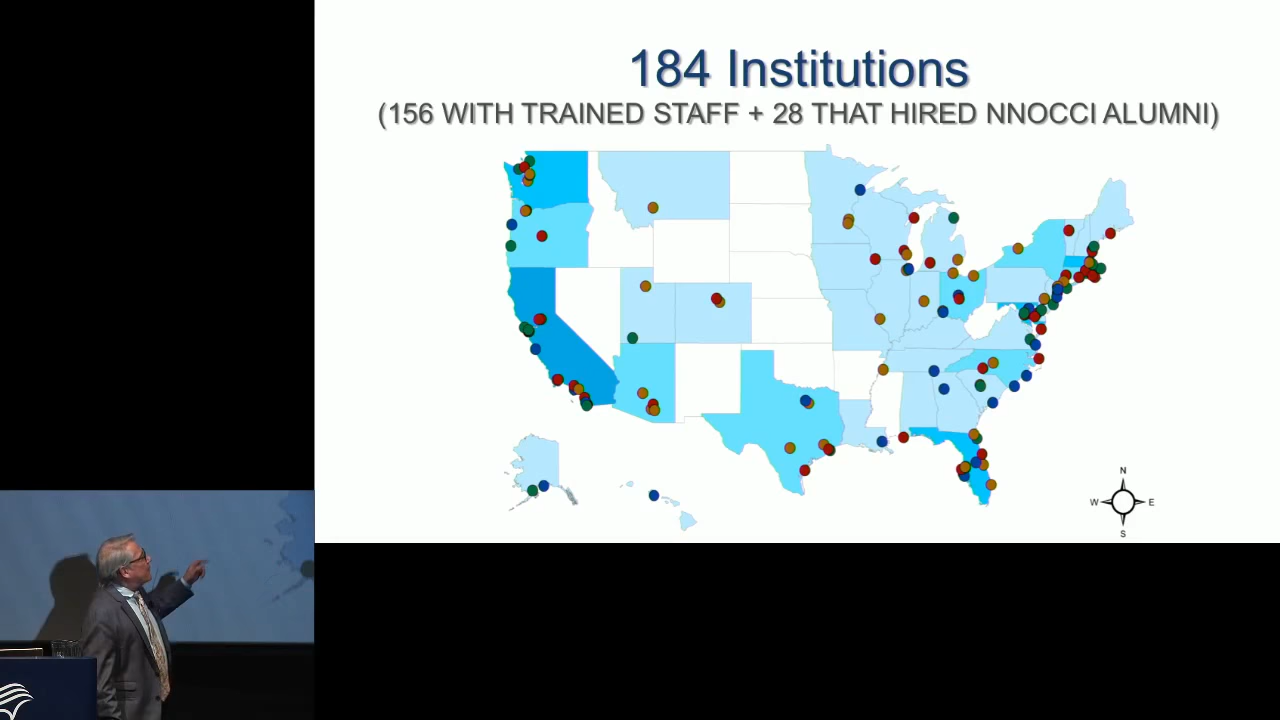 184 Institutions
(156 WITH TRAINED STAFF + 28 THAT HIRED NNOCCI ALUMNI)
N
W E
S